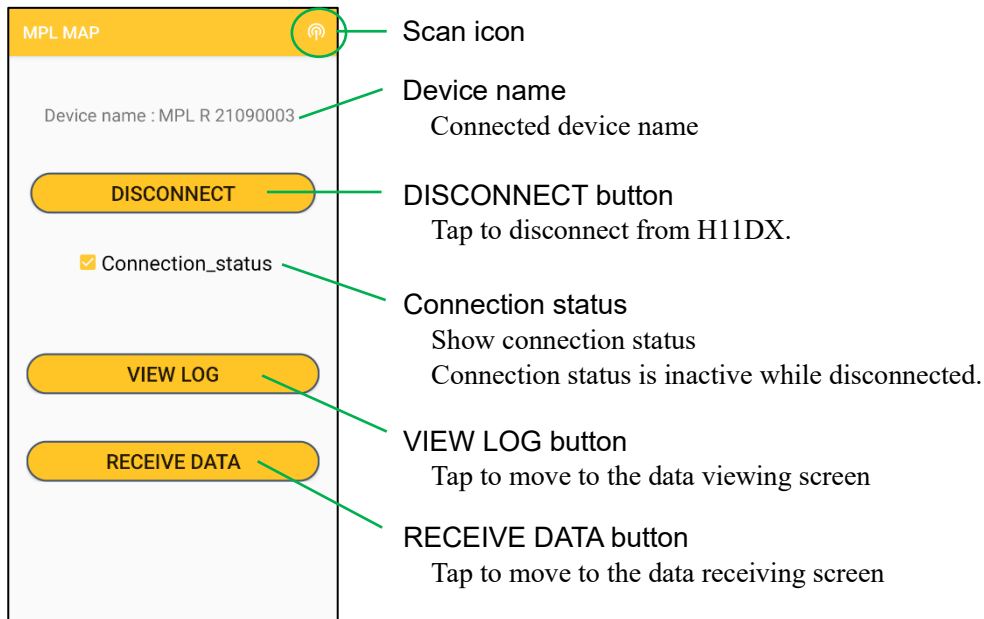 MPL MAP
Scan icon
Device name : MPL R 21090003
Device name
Connected device name
DISCONNECT
DISCONNECT button
Tap to disconnect from H11DX.
Connection_status
Connection status
Show connection status
Connection status is inactive while disconnected.
VIEW LOG
VIEW LOG button
Tap to move to the data viewing screen
RECEIVE DATA
RECEIVE DATA button
Tap to move to the data receiving screen